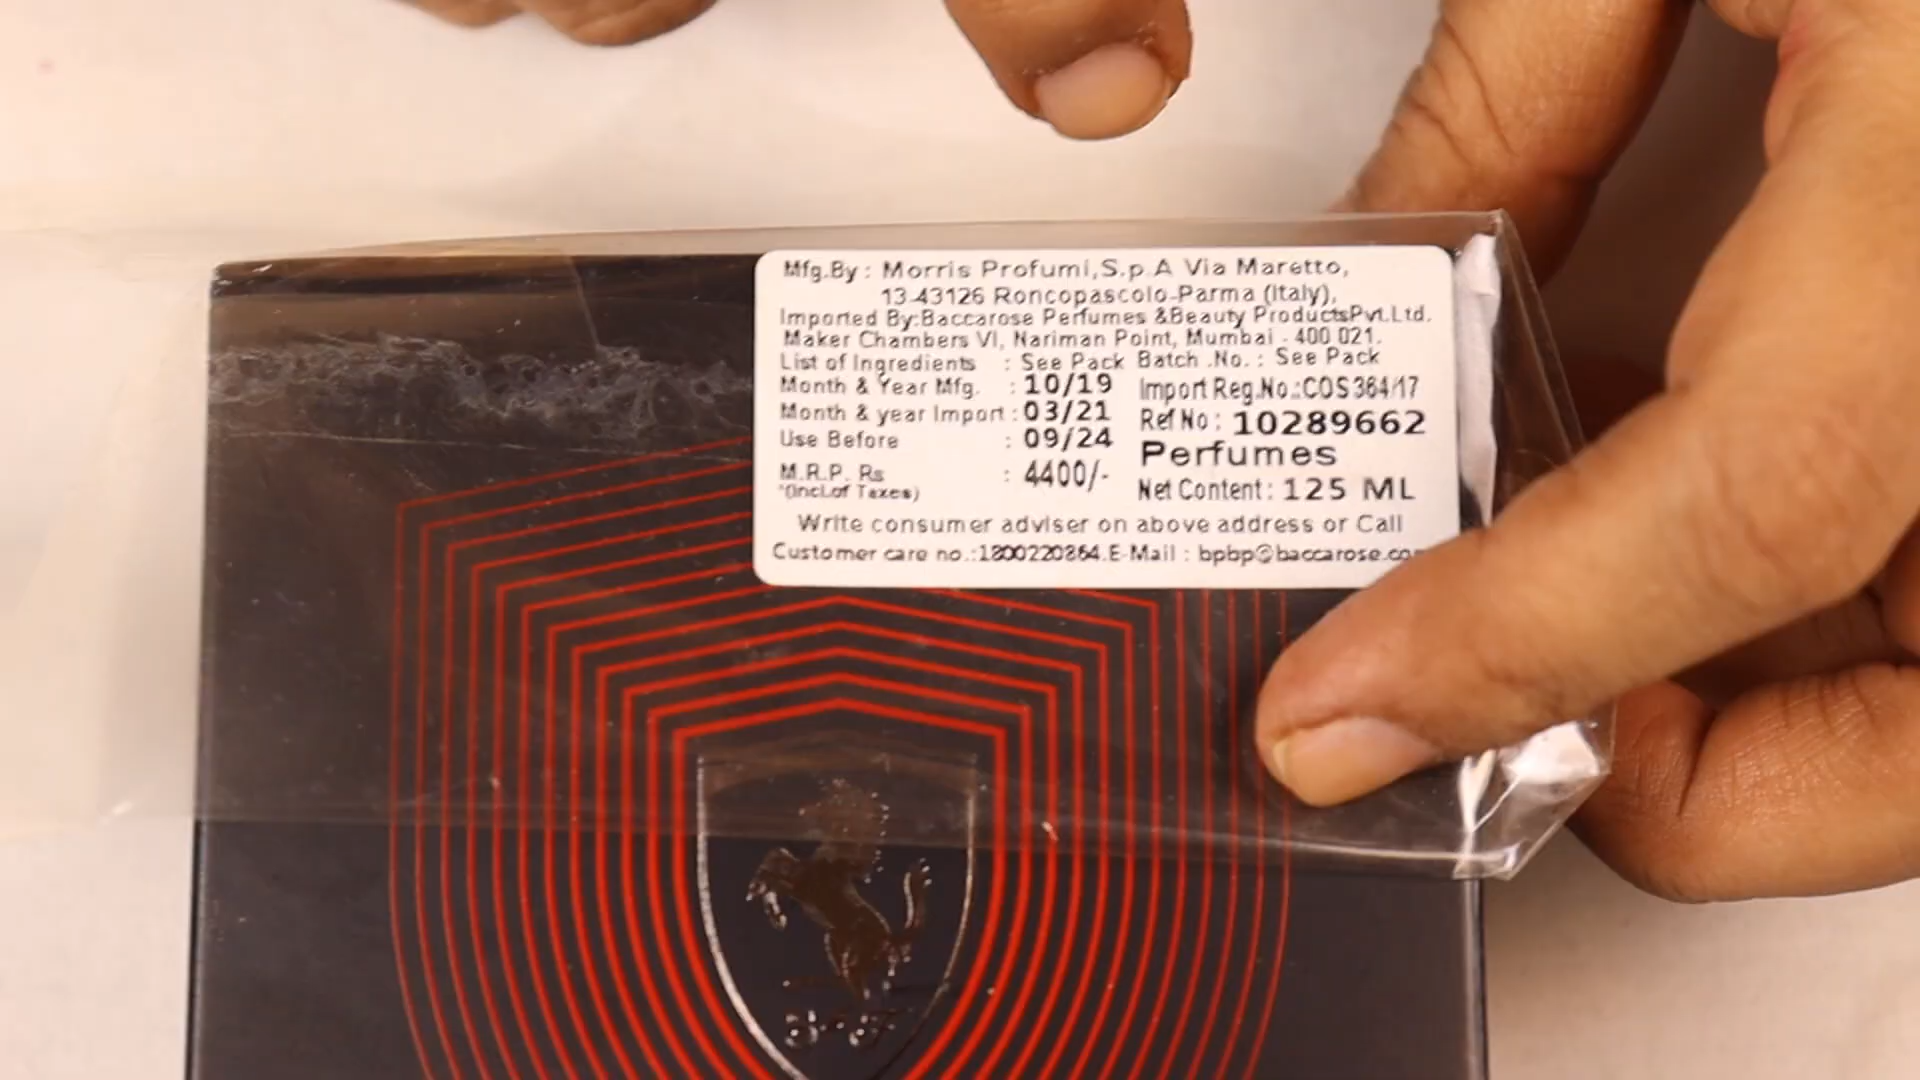 Mfg.By : Morris Profumi,S.p.A Via Maretto,
13-43126 Roncopascolo-Parma (Italy),
Imported By:Baccarose Perfumes &Beauty ProductsPvt.Ltd.
Maker Chambers VI, Nariman Point, Mumbai - 400 021.
List of Ingredients : See Pack Batch .No. : See Pack
Month & Year Mfg. : 10/19 Import Reg.No.:COS364/17
Month & year Import : 03/21 Ref No : 10289662
Use Before : 09/24 Perfumes
M.R.P. Rs : 4400/- Net Content : 125 ML
*(Incl.of Taxes)
Write consumer adviser on above address or Call
Customer care no.:1800220864.E-Mail : bpbp@baccarose.co